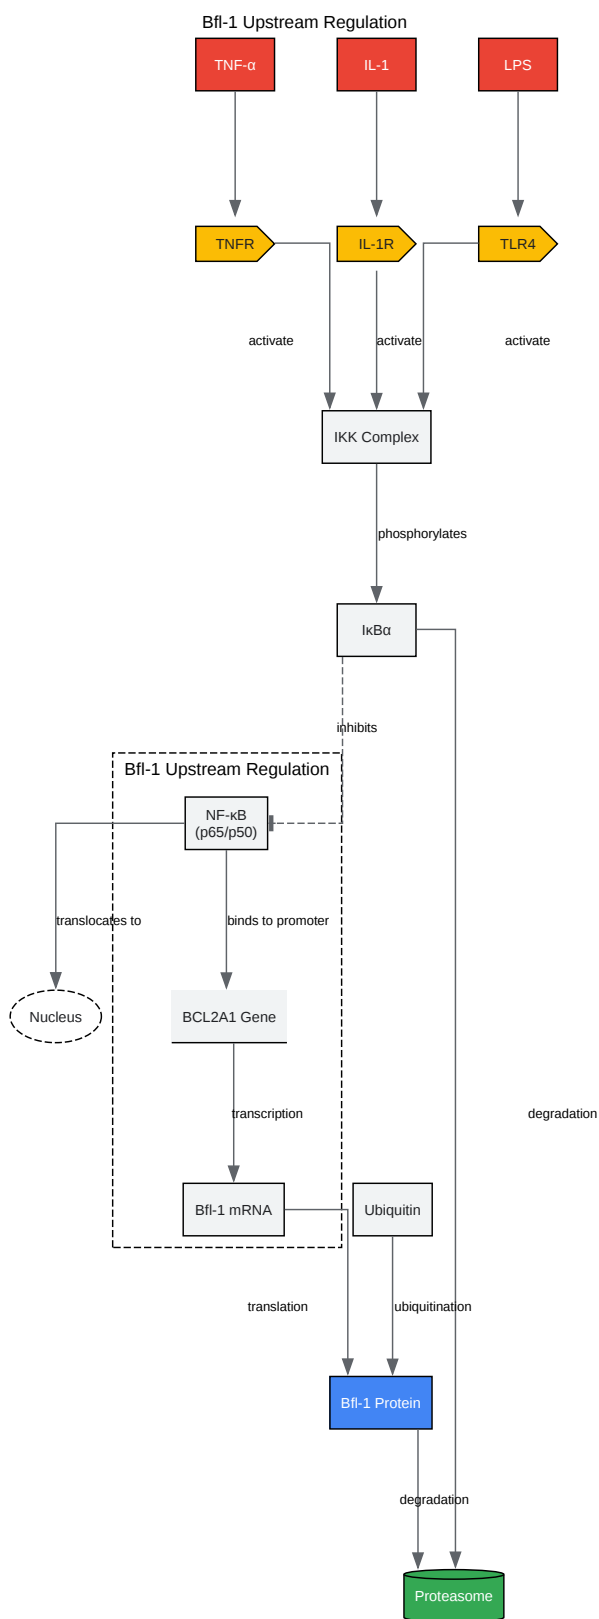 Bfl-1 Upstream Regulation
TNF-α
IL-1
LPS
TNFR
IL-1R
TLR4
activate
activate
activate
IKK Complex
phosphorylates
IκBα
inhibits
Bfl-1 Upstream Regulation
NF-κB
(p65/p50)
translocates to
binds to promoter
Nucleus
BCL2A1 Gene
transcription
degradation
Bfl-1 mRNA
Ubiquitin
translation
ubiquitination
Bfl-1 Protein
degradation
Proteasome